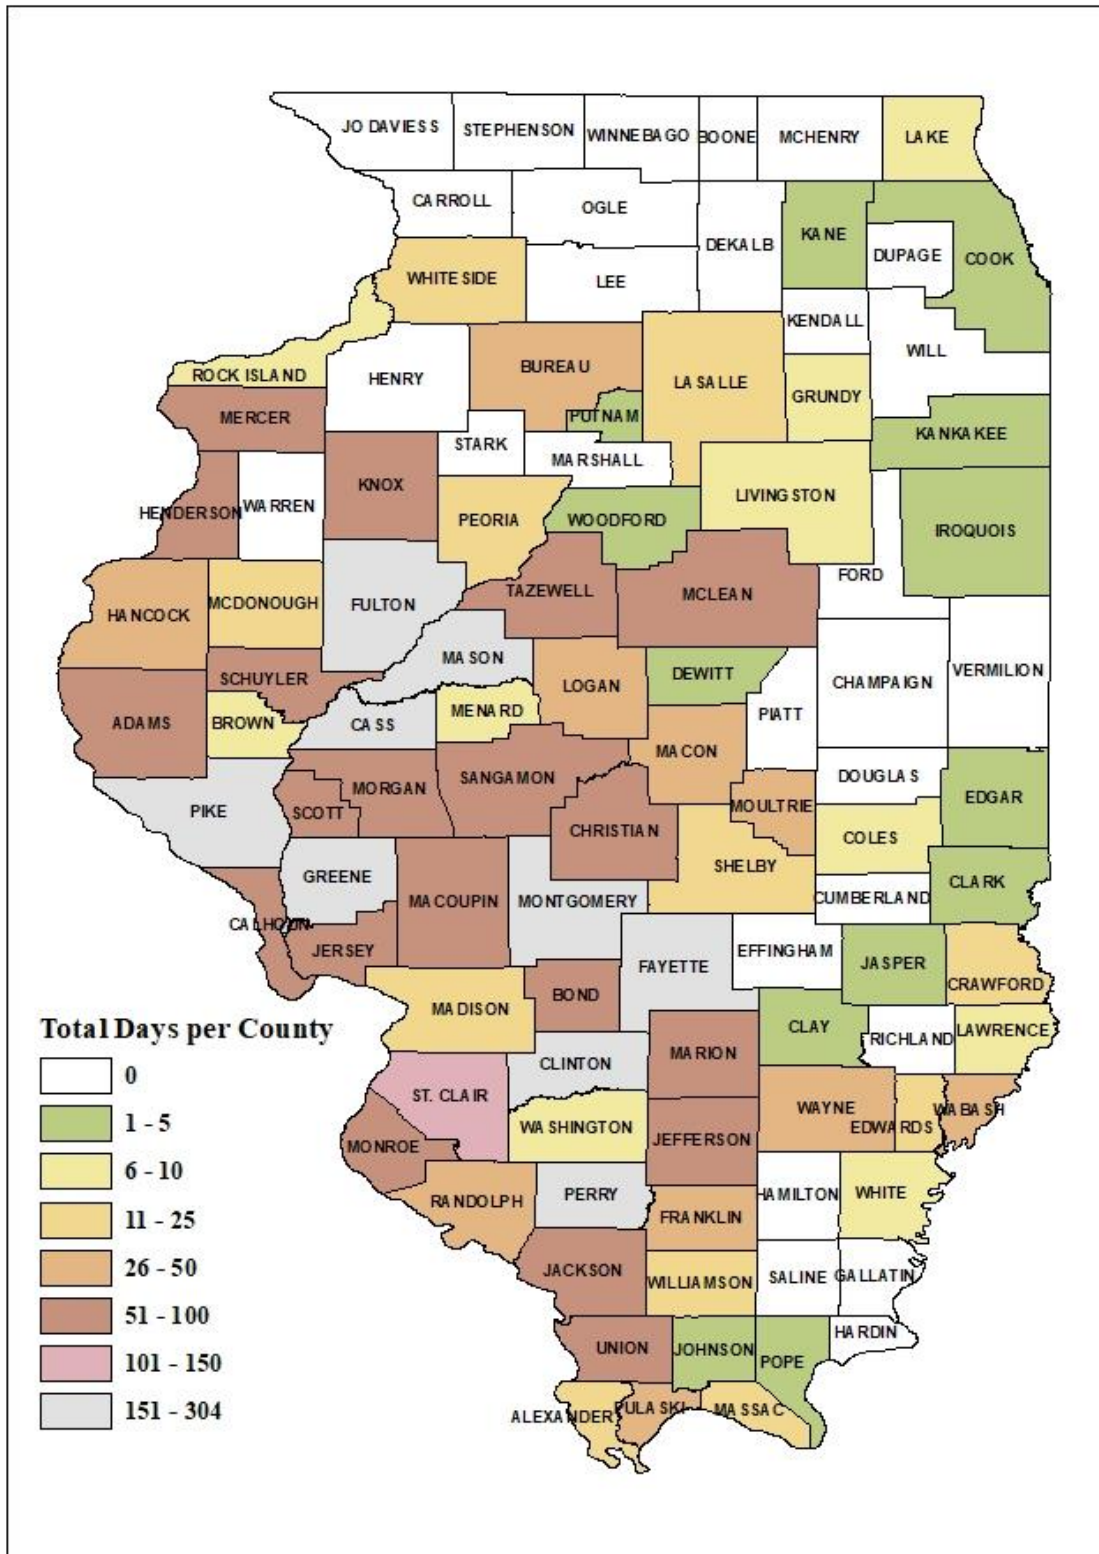 JO DAVIESS
STEPHENSON
WINNEBAGO
BOONE
MCHENRY
LAKE
CARROLL
OGLE
DEKALB
KANE
DUPAGE
COOK
WHITESIDE
LEE
KENDALL
WILL
ROCK ISLAND
HENRY
BUREAU
LASALLE
GRUNDY
MERCER
PUTNAM
KANKAKEE
STARK
MARSHALL
HENDERSON
WARREN
KNOX
PEORIA
WOODFORD
LIVINGSTON
IROQUOIS
HANCOCK
MCDONOUGH
FULTON
TAZEWELL
MCLEAN
FORD
MASON
SCHUYLER
LOGAN
DEWITT
CHAMPAIGN
VERMILION
ADAMS
BROWN
CASS
MENARD
PIATT
MACON
PIKE
SCOTT
MORGAN
SANGAMON
DOUGLAS
MOULTRIE
EDGAR
CHRISTIAN
COLES
SHELBY
GREENE
MACOUPIN
MONTGOMERY
CUMBERLAND
CLARK
CALHOUN
JERSEY
FAYETTE
EFFINGHAM
JASPER
CRAWFORD
MADISON
BOND
CLAY
RICHLAND
LAWRENCE
Total Days per County
0
1 - 5
6 - 10
11 - 25
26 - 50
51 - 100
101 - 150
151 - 304
MARION
CLINTON
ST. CLAIR
WAYNE
EDWARDS
WABASH
WASHINGTON
JEFFERSON
MONROE
RANDOLPH
PERRY
HAMILTON
WHITE
FRANKLIN
JACKSON
WILLIAMSON
SALINE
GALLATIN
UNION
JOHNSON
POPE
HARDIN
ALEXANDER
PULASKI
MASSAC